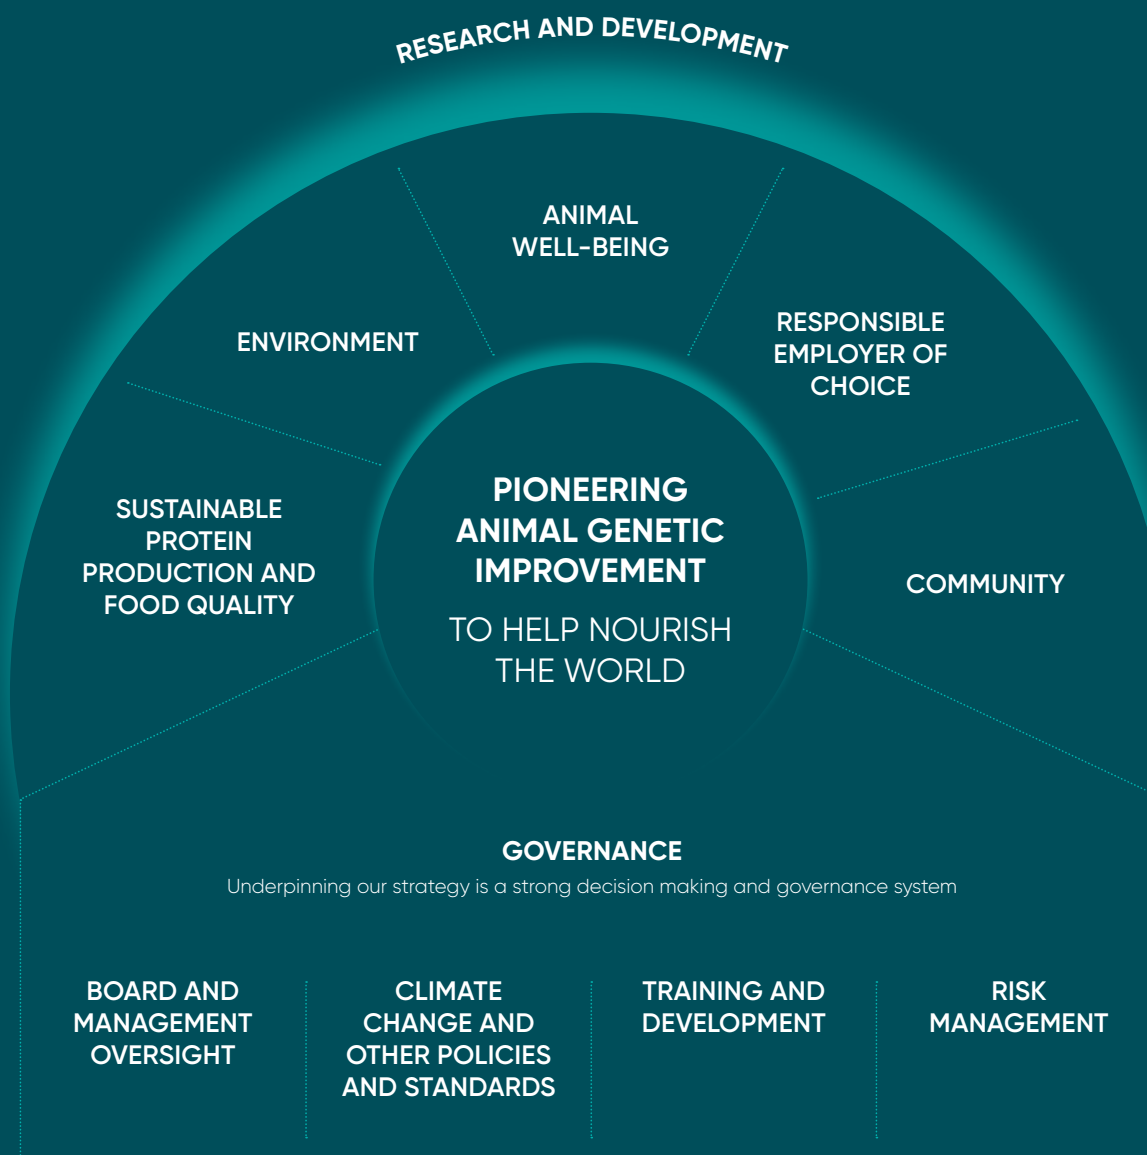 RESEARCH AND DEVELOPMENT
ANIMAL
WELL-BEING
ENVIRONMENT
RESPONSIBLE
EMPLOYER OF
CHOICE
SUSTAINABLE
PROTEIN
PRODUCTION AND
FOOD QUALITY
PIONEERING
ANIMAL GENETIC
IMPROVEMENT
TO HELP NOURISH
THE WORLD
COMMUNITY
GOVERNANCE
Underpinning our strategy is a strong decision making and governance system
BOARD AND
MANAGEMENT
OVERSIGHT
CLIMATE
CHANGE AND
OTHER POLICIES
AND STANDARDS
TRAINING AND
DEVELOPMENT
RISK
MANAGEMENT